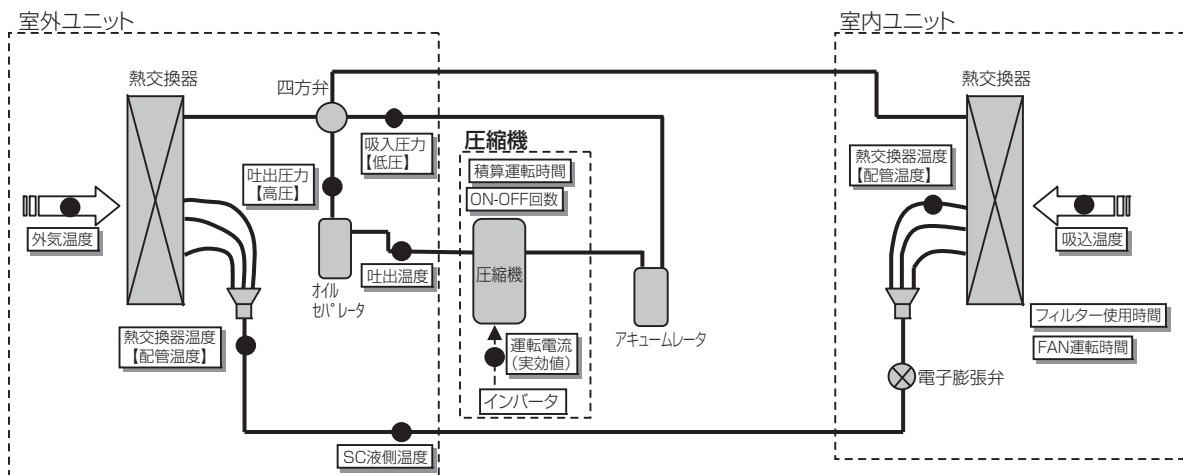 室外ユニット
室内ユニット
熱交換器
四方弁
吸入圧力
【低圧】
圧縮機
積算運転時間
ON-OFF回数
吐出圧力
【高圧】
外気温度
オイル
セパレータ
吐出温度
圧縮機
アキュームレータ
熱交換器温度
【配管温度】
運転電流
（実効値）
インバータ
SC液側温度
熱交換器
熱交換器温度
【配管温度】
吸込温度
フィルター使用時間
FAN運転時間
電子膨張弁